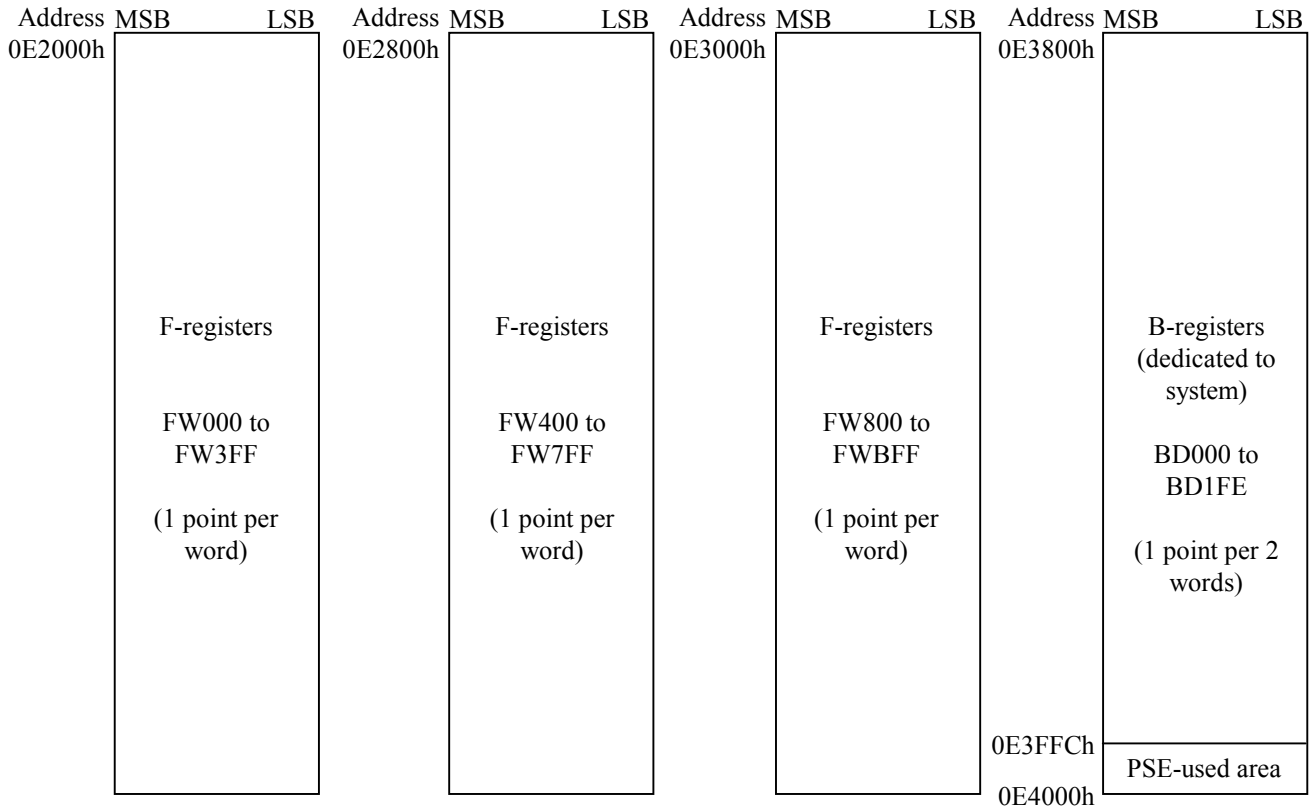 Address MSB LSB
0E2000h
F-registers
FW000 to
FW3FF
(1 point per
word)
Address MSB LSB
0E2800h
F-registers
FW400 to
FW7FF
(1 point per
word)
Address MSB LSB
0E3000h
F-registers
FW800 to
FWBFF
(1 point per
word)
Address MSB LSB
0E3800h
B-registers
(dedicated to
system)
BD000 to
BD1FE
(1 point per 2
words)
0E3FFCh
PSE-used area
0E4000h